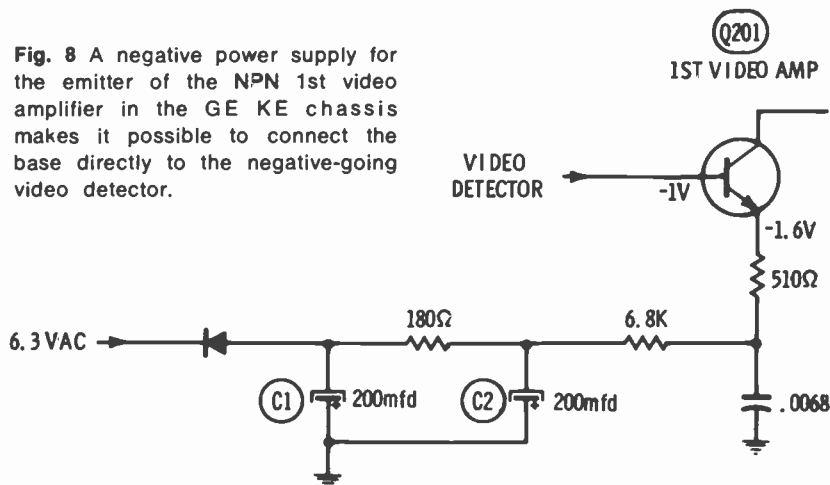 Fig. 8 A negative power supply for
the emitter of the NPN 1st video
amplifier in the GE KE chassis
makes it possible to connect the
base directly to the negative-going
video detector.
Q201
1ST VIDEO AMP
VIDEO
DETECTOR
-1V
-1.6V
510Ω
6.3 VAC
180Ω
6.8K
C1
200mfd
C2
200mfd
.0068